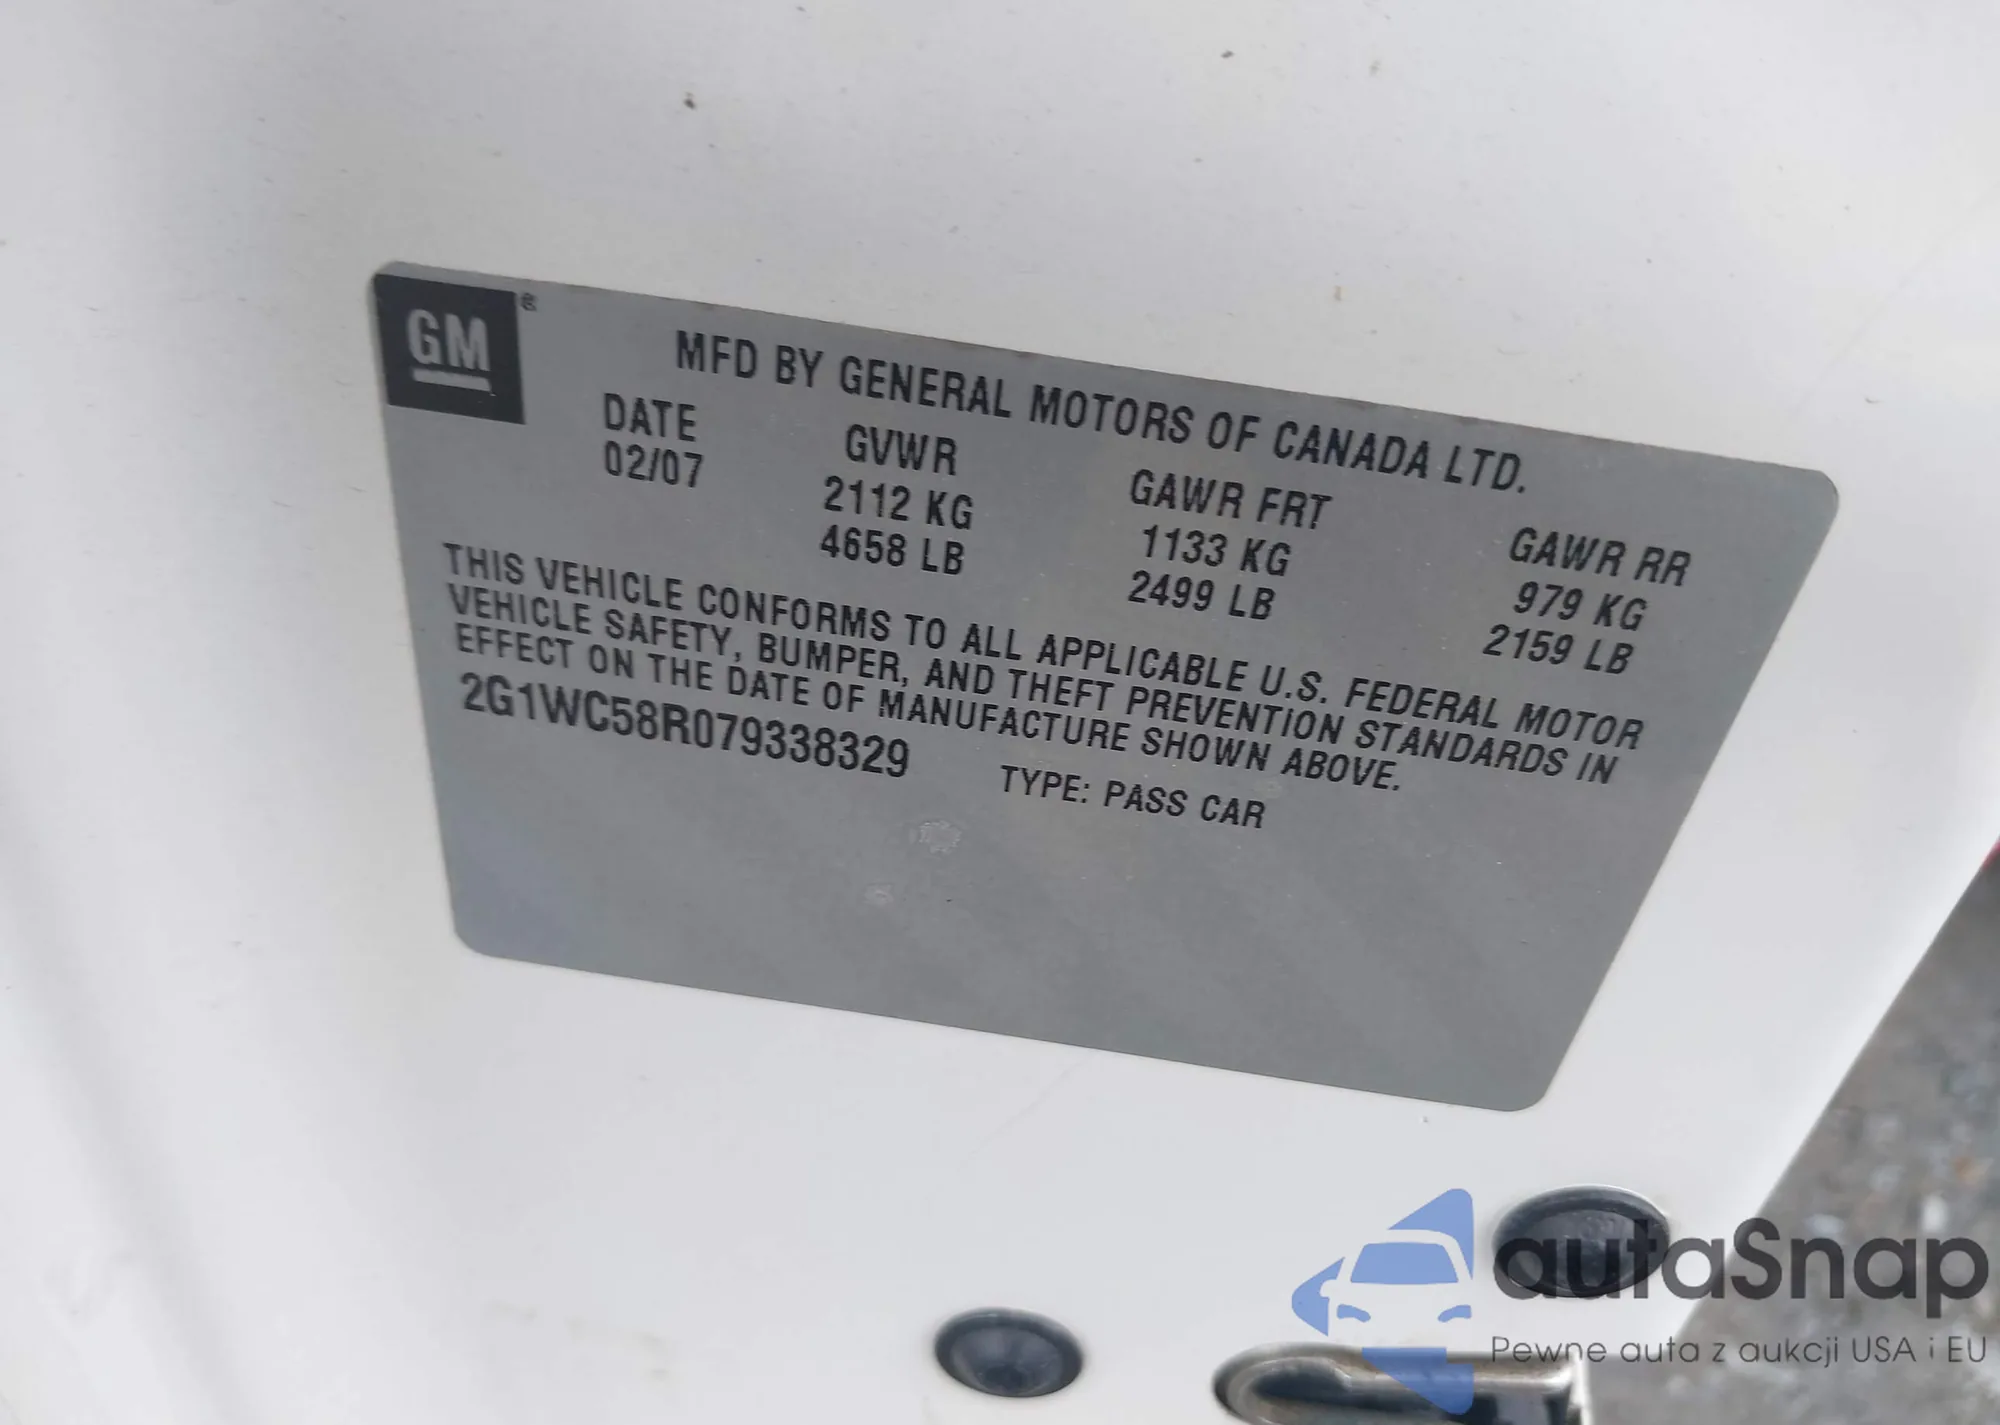 GM®
MFD BY GENERAL MOTORS OF CANADA LTD.
DATE GVWR GAWR FRT GAWR RR
02/07 2112 KG 1133 KG 979 KG
4658 LB 2499 LB 2159 LB
THIS VEHICLE CONFORMS TO ALL APPLICABLE U.S. FEDERAL MOTOR
VEHICLE SAFETY, BUMPER, AND THEFT PREVENTION STANDARDS IN
EFFECT ON THE DATE OF MANUFACTURE SHOWN ABOVE.
2G1WC58R079338329 TYPE: PASS CAR
autaSnap
Pewne auta z aukcji USA i EU